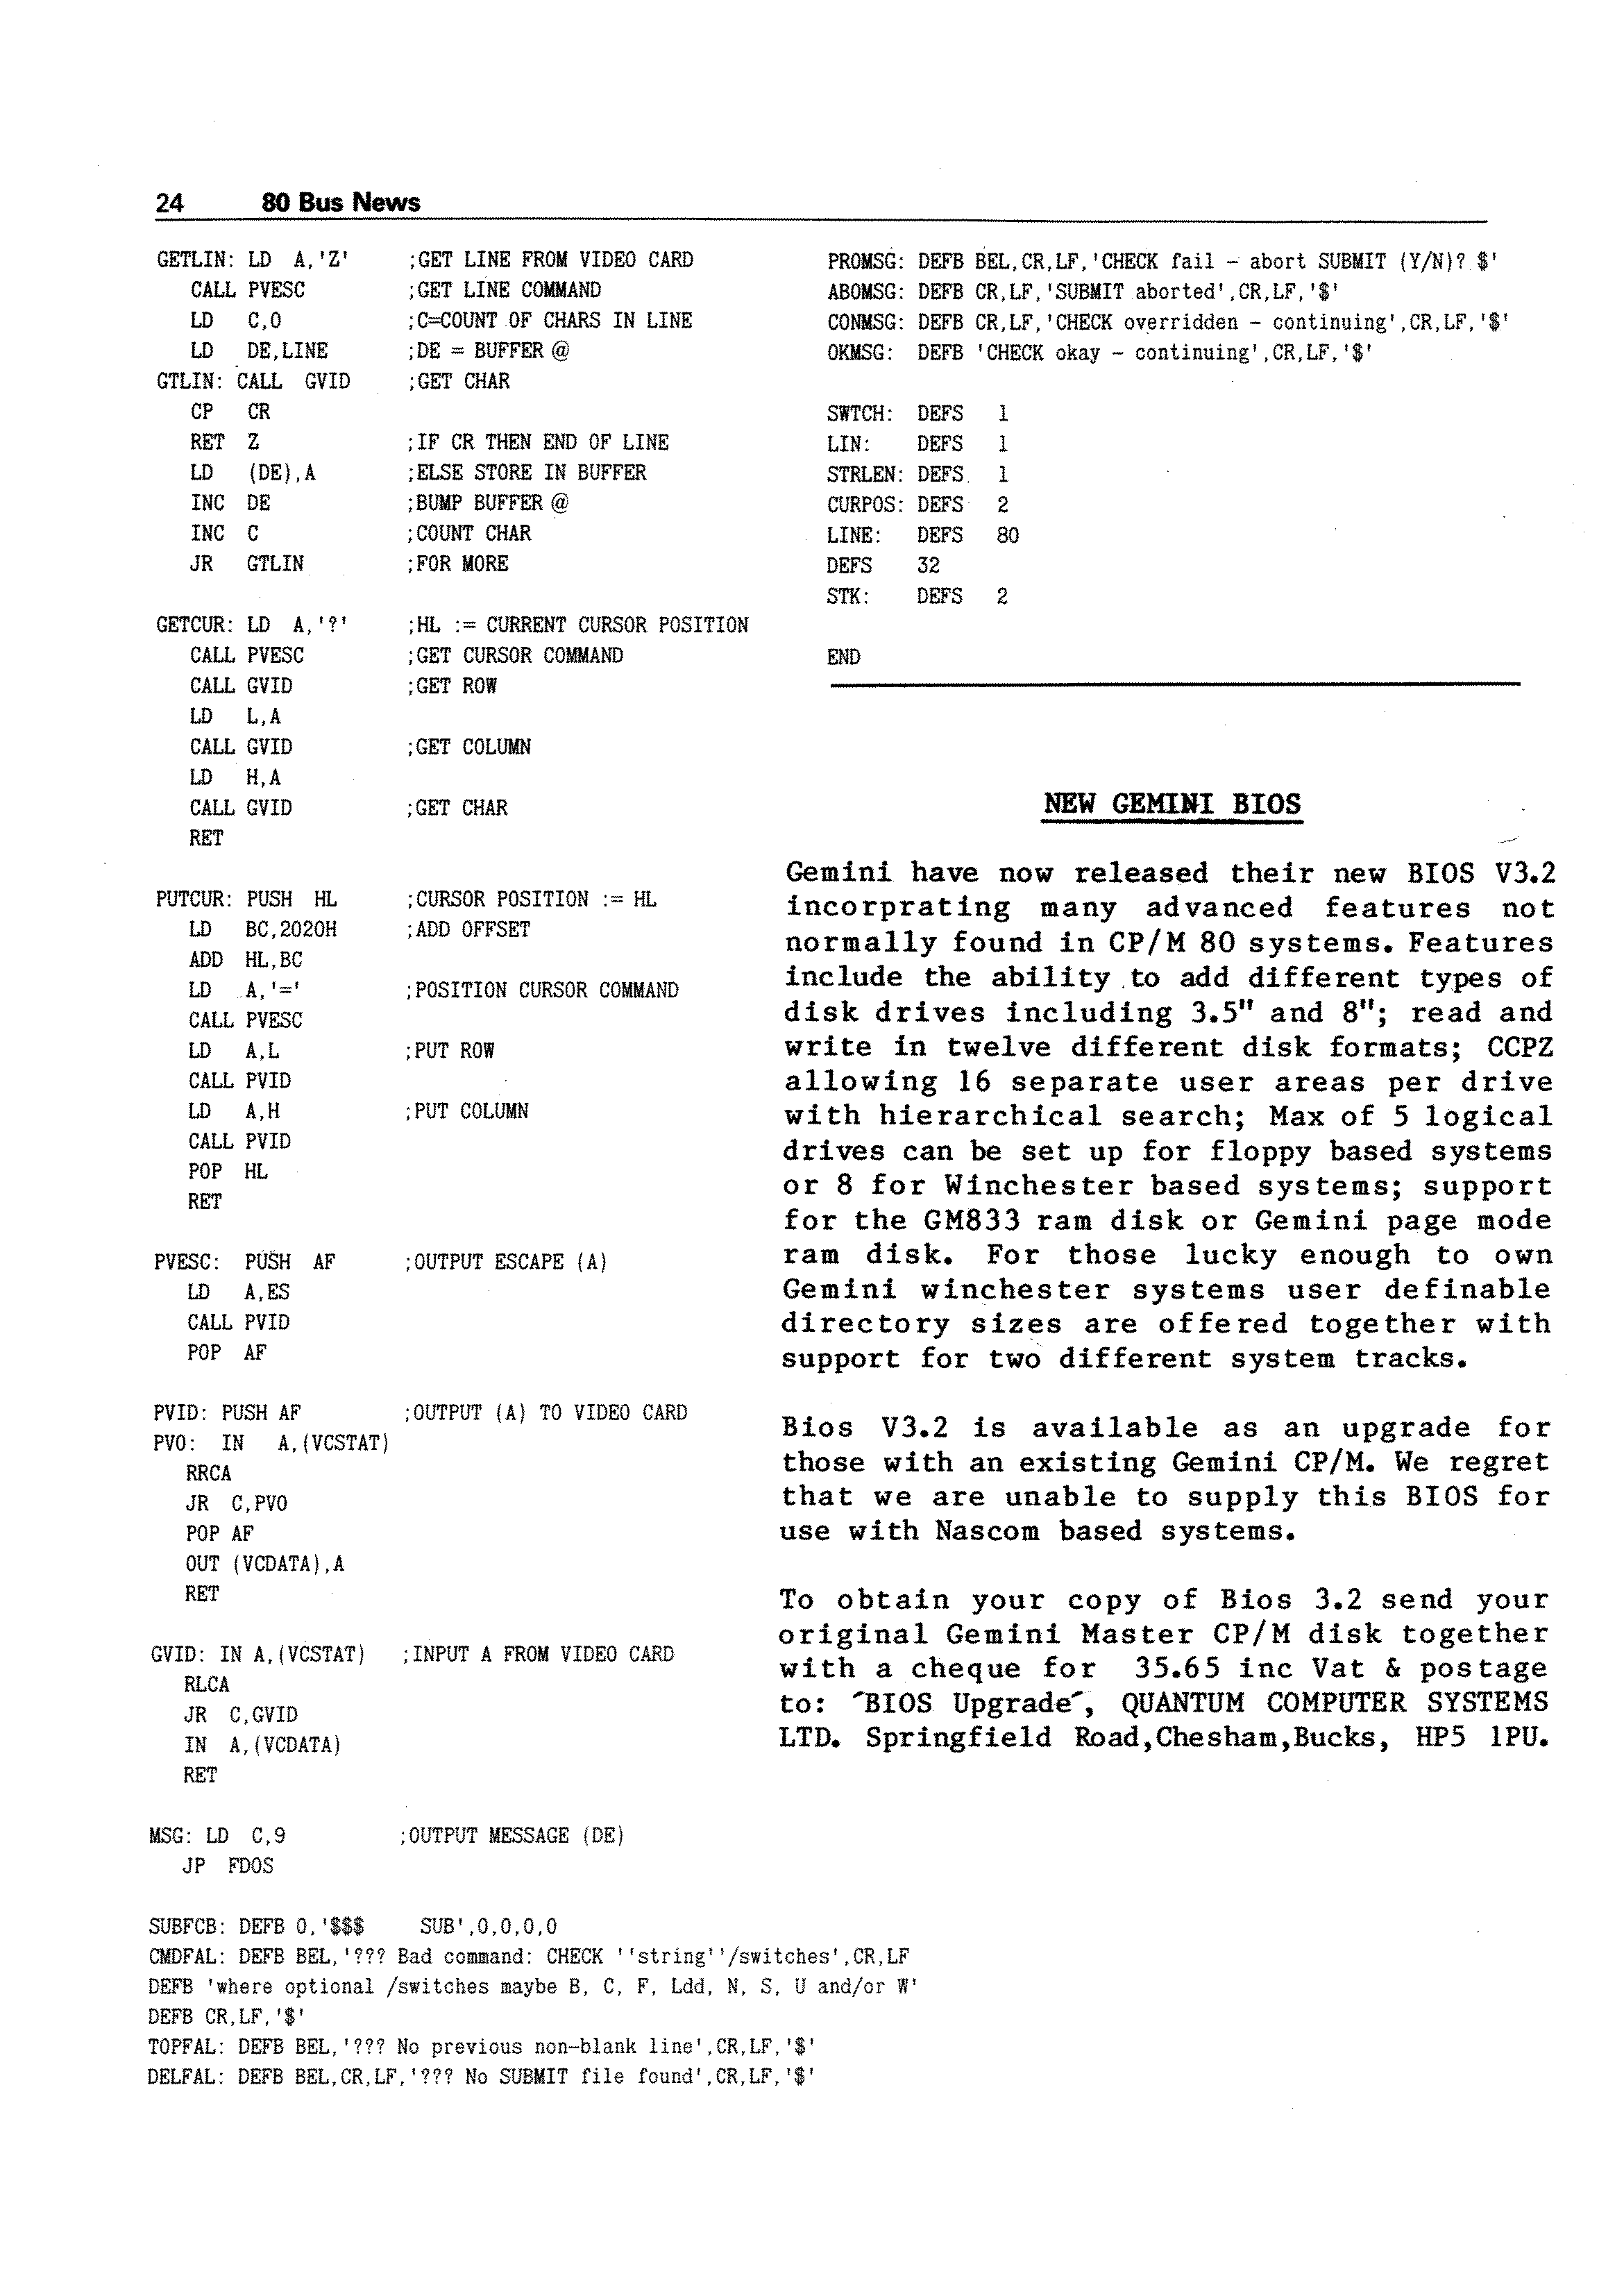 24 80 Bus News
GETLIN: LD A,'Z' ;GET LINE FROM VIDEO CARD
CALL PVESC ;GET LINE COMMAND
LD C,0 ;C=COUNT OF CHARS IN LINE
LD DE,LINE ;DE = BUFFER @
GTLIN: CALL GVID ;GET CHAR
CP CR
RET Z ;IF CR THEN END OF LINE
LD (DE),A ;ELSE STORE IN BUFFER
INC DE ;BUMP BUFFER @
INC C ;COUNT CHAR
JR GTLIN ;FOR MORE
GETCUR: LD A,'?' ;HL := CURRENT CURSOR POSITION
CALL PVESC ;GET CURSOR COMMAND
CALL GVID ;GET ROW
LD L,A
CALL GVID ;GET COLUMN
LD H,A
CALL GVID ;GET CHAR
RET
PUTCUR: PUSH HL ;CURSOR POSITION := HL
LD BC,2020H ;ADD OFFSET
ADD HL,BC
LD A,'=' ;POSITION CURSOR COMMAND
CALL PVESC
LD A,L ;PUT ROW
CALL PVID
LD A,H ;PUT COLUMN
CALL PVID
POP HL
RET
PVESC: PUSH AF ;OUTPUT ESCAPE (A)
LD A,ES
CALL PVID
POP AF
PVID: PUSH AF ;OUTPUT (A) TO VIDEO CARD
PV0: IN A,(VCSTAT)
RRCA
JR C,PV0
POP AF
OUT (VCDATA),A
RET
GVID: IN A,(VCSTAT) ;INPUT A FROM VIDEO CARD
RLCA
JR C,GVID
IN A,(VCDATA)
RET
MSG: LD C,9 ;OUTPUT MESSAGE (DE)
JP FDOS
SUBFCB: DEFB 0,'$$$ SUB',0,0,0,0
CMDFAL: DEFB BEL,'??? Bad command: CHECK ''string''/switches',CR,LF
DEFB 'where optional /switches maybe B, C, F, Ldd, N, S, U and/or W'
DEFB CR,LF,'$'
TOPFAL: DEFB BEL,'??? No previous non-blank line',CR,LF,'$'
DELFAL: DEFB BEL,CR,LF,'??? No SUBMIT file found',CR,LF,'$'
PROMSG: DEFB BEL,CR,LF,'CHECK fail - abort SUBMIT (Y/N)? $'
ABOMSG: DEFB CR,LF,'SUBMIT aborted',CR,LF,'$'
CONMSG: DEFB CR,LF,'CHECK overridden - continuing',CR,LF,'$'
OKMSG: DEFB 'CHECK okay - continuing',CR,LF,'$'
SWTCH: DEFS 1
LIN: DEFS 1
STRLEN: DEFS 1
CURPOS: DEFS 2
LINE: DEFS 80
DEFS 32
STK: DEFS 2
END
NEW GEMINI BIOS
Gemini have now released their new BIOS V3.2
incorprating many advanced features not
normally found in CP/M 80 systems. Features
include the ability to add different types of
disk drives including 3.5" and 8"; read and
write in twelve different disk formats; CCPZ
allowing 16 separate user areas per drive
with hierarchical search; Max of 5 logical
drives can be set up for floppy based systems
or 8 for Winchester based systems; support
for the GM833 ram disk or Gemini page mode
ram disk. For those lucky enough to own
Gemini winchester systems user definable
directory sizes are offered together with
support for two different system tracks.
Bios V3.2 is available as an upgrade for
those with an existing Gemini CP/M. We regret
that we are unable to supply this BIOS for
use with Nascom based systems.
To obtain your copy of Bios 3.2 send your
original Gemini Master CP/M disk together
with a cheque for 35.65 inc Vat & postage
to: ´BIOS Upgrade´, QUANTUM COMPUTER SYSTEMS
LTD. Springfield Road,Chesham,Bucks, HP5 1PU.